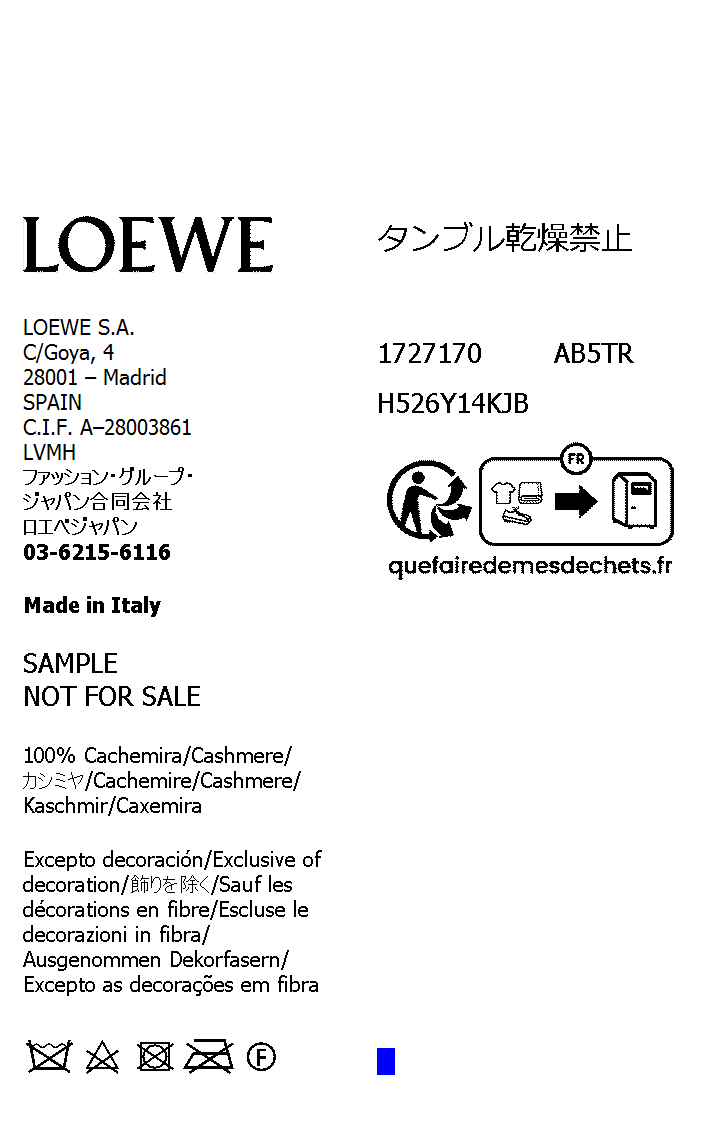 LOEWE
LOEWE S.A.
C/Goya, 4
28001 – Madrid
SPAIN
C.I.F. A–28003861
LVMH
ファッション・グループ・
ジャパン合同会社
ロエベジャパン
03-6215-6116
Made in Italy
SAMPLE
NOT FOR SALE
100% Cachemira/Cashmere/
カシミヤ/Cachemire/Cashmere/
Kaschmir/Caxemira
Excepto decoración/Exclusive of
decoration/飾りを除く/Sauf les
décorations en fibre/Escluse le
decorazioni in fibra/
Ausgenommen Dekorfasern/
Excepto as decorações em fibra
F
タンブル乾燥禁止
1727170 AB5TR
H526Y14KJB
FR
quefairedemesdechets.fr